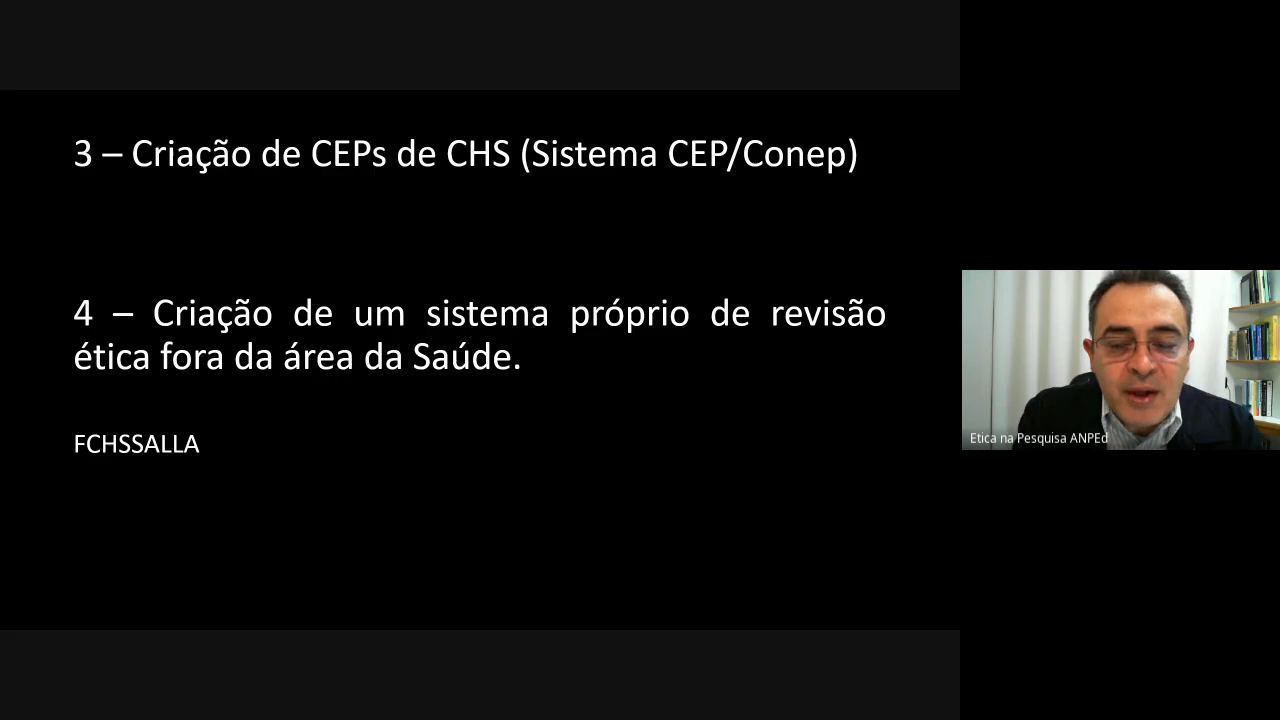 3 – Criação de CEPs de CHS (Sistema CEP/Conep)
4 – Criação de um sistema próprio de revisão
ética fora da área da Saúde.
FCHSSALLA
Etica na Pesquisa ANPEd